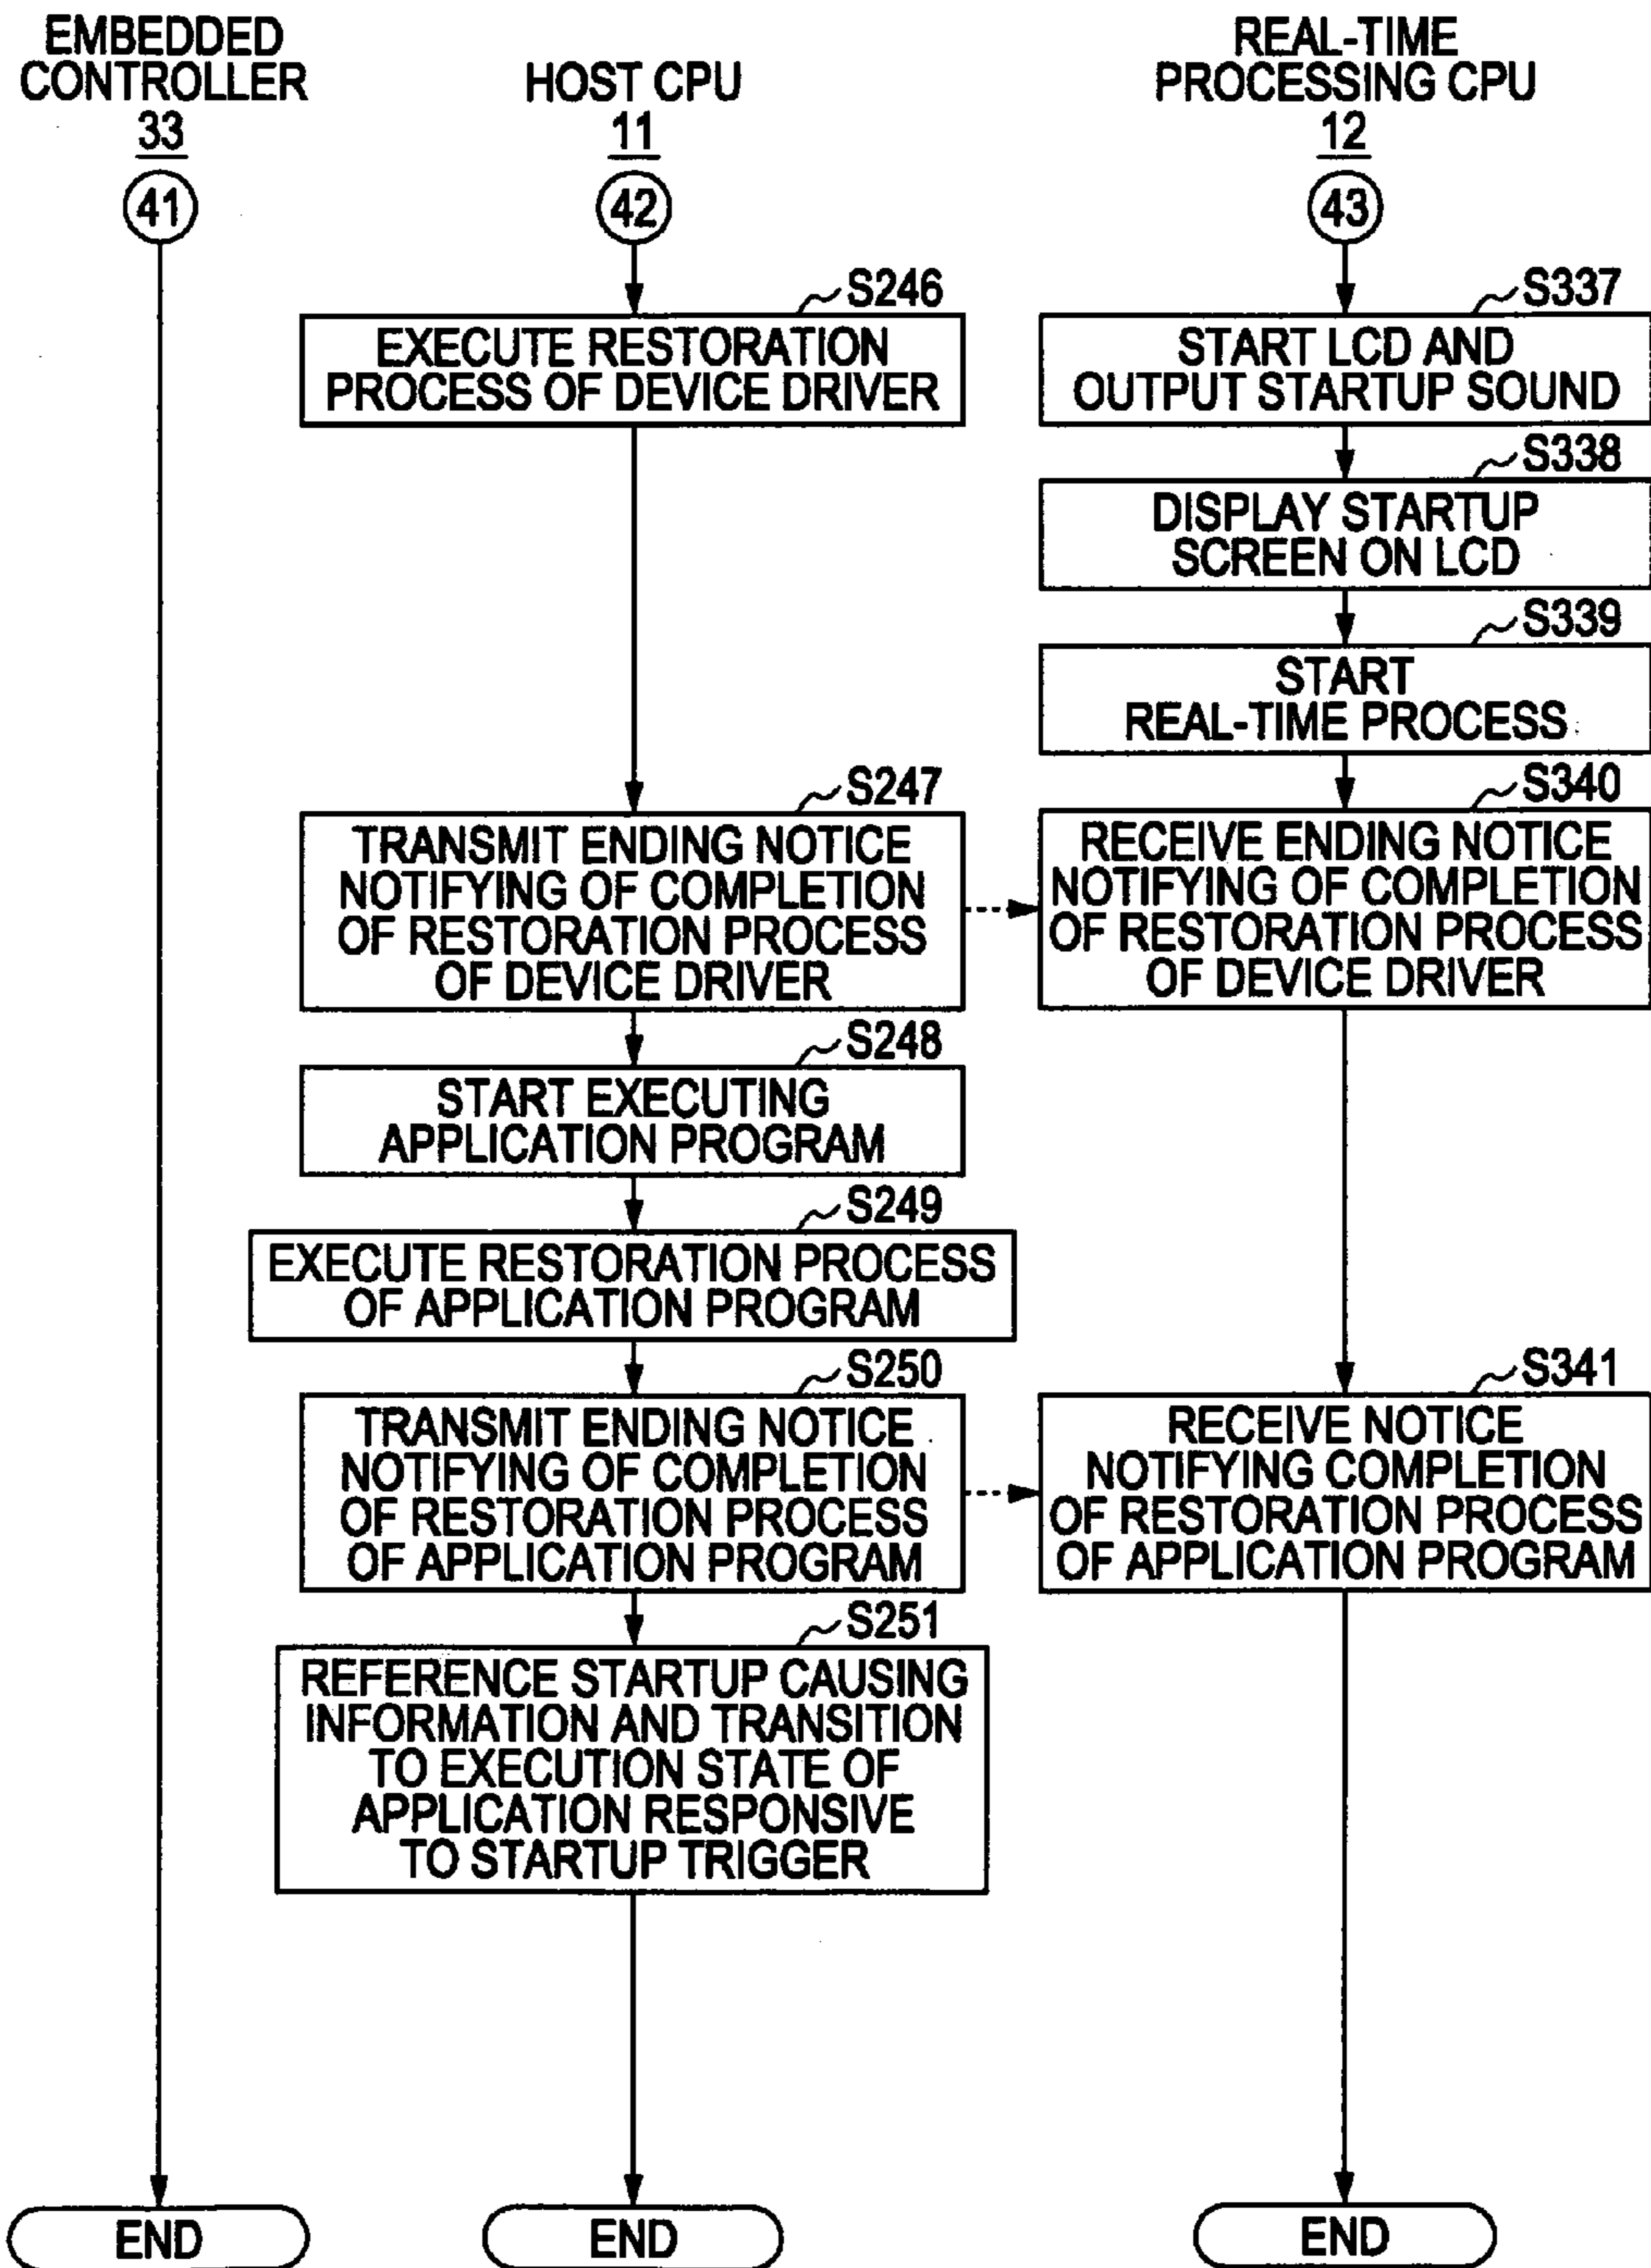 EMBEDDED
CONTROLLER
33
41
HOST CPU
11
42
REAL-TIME
PROCESSING CPU
12
43
S246
EXECUTE RESTORATION
PROCESS OF DEVICE DRIVER
S337
START LCD AND
OUTPUT STARTUP SOUND
S338
DISPLAY STARTUP
SCREEN ON LCD
S339
START
REAL-TIME PROCESS
S247
TRANSMIT ENDING NOTICE
NOTIFYING OF COMPLETION
OF RESTORATION PROCESS
OF DEVICE DRIVER
S340
RECEIVE ENDING NOTICE
NOTIFYING OF COMPLETION
OF RESTORATION PROCESS
OF DEVICE DRIVER
S248
START EXECUTING
APPLICATION PROGRAM
S249
EXECUTE RESTORATION PROCESS
OF APPLICATION PROGRAM
S250
TRANSMIT ENDING NOTICE
NOTIFYING OF COMPLETION
OF RESTORATION PROCESS
OF APPLICATION PROGRAM
S341
RECEIVE NOTICE
NOTIFYING COMPLETION
OF RESTORATION PROCESS
OF APPLICATION PROGRAM
S251
REFERENCE STARTUP CAUSING
INFORMATION AND TRANSITION
TO EXECUTION STATE OF
APPLICATION RESPONSIVE
TO STARTUP TRIGGER
END
END
END